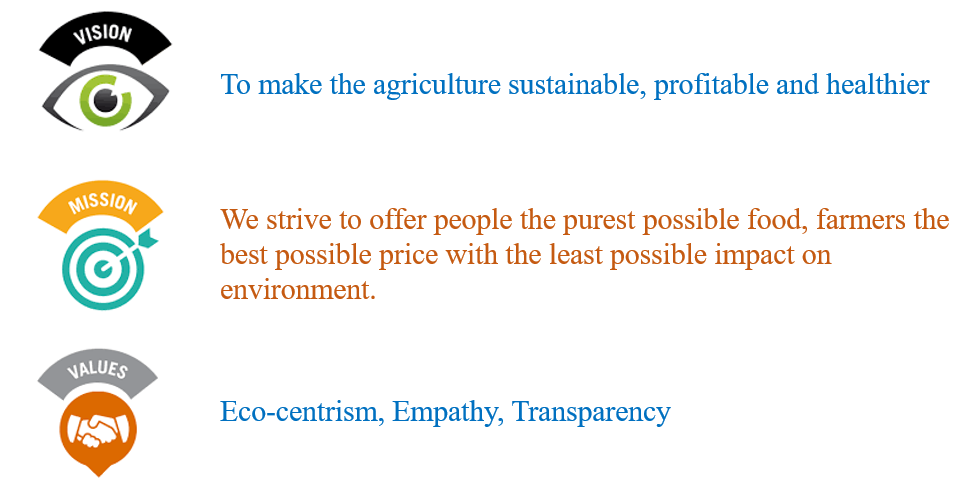 VISION
To make the agriculture sustainable, profitable and healthier
MISSION
We strive to offer people the purest possible food, farmers the
best possible price with the least possible impact on
environment.
VALUES
Eco-centrism, Empathy, Transparency